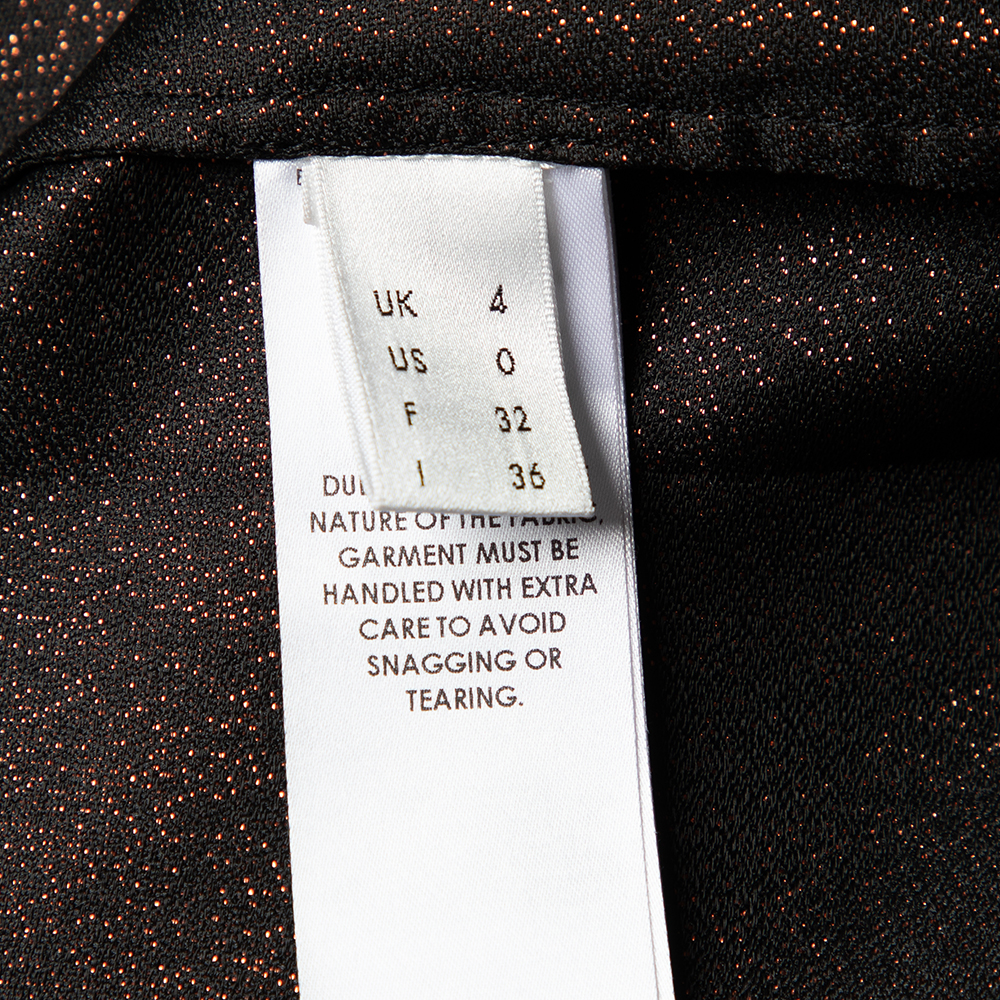 UK 4
US 0
F 32
I 36
NATURE OF THE FABRIC,
GARMENT MUST BE
HANDLED WITH EXTRA
CARE TO AVOID
SNAGGING OR
TEARING.